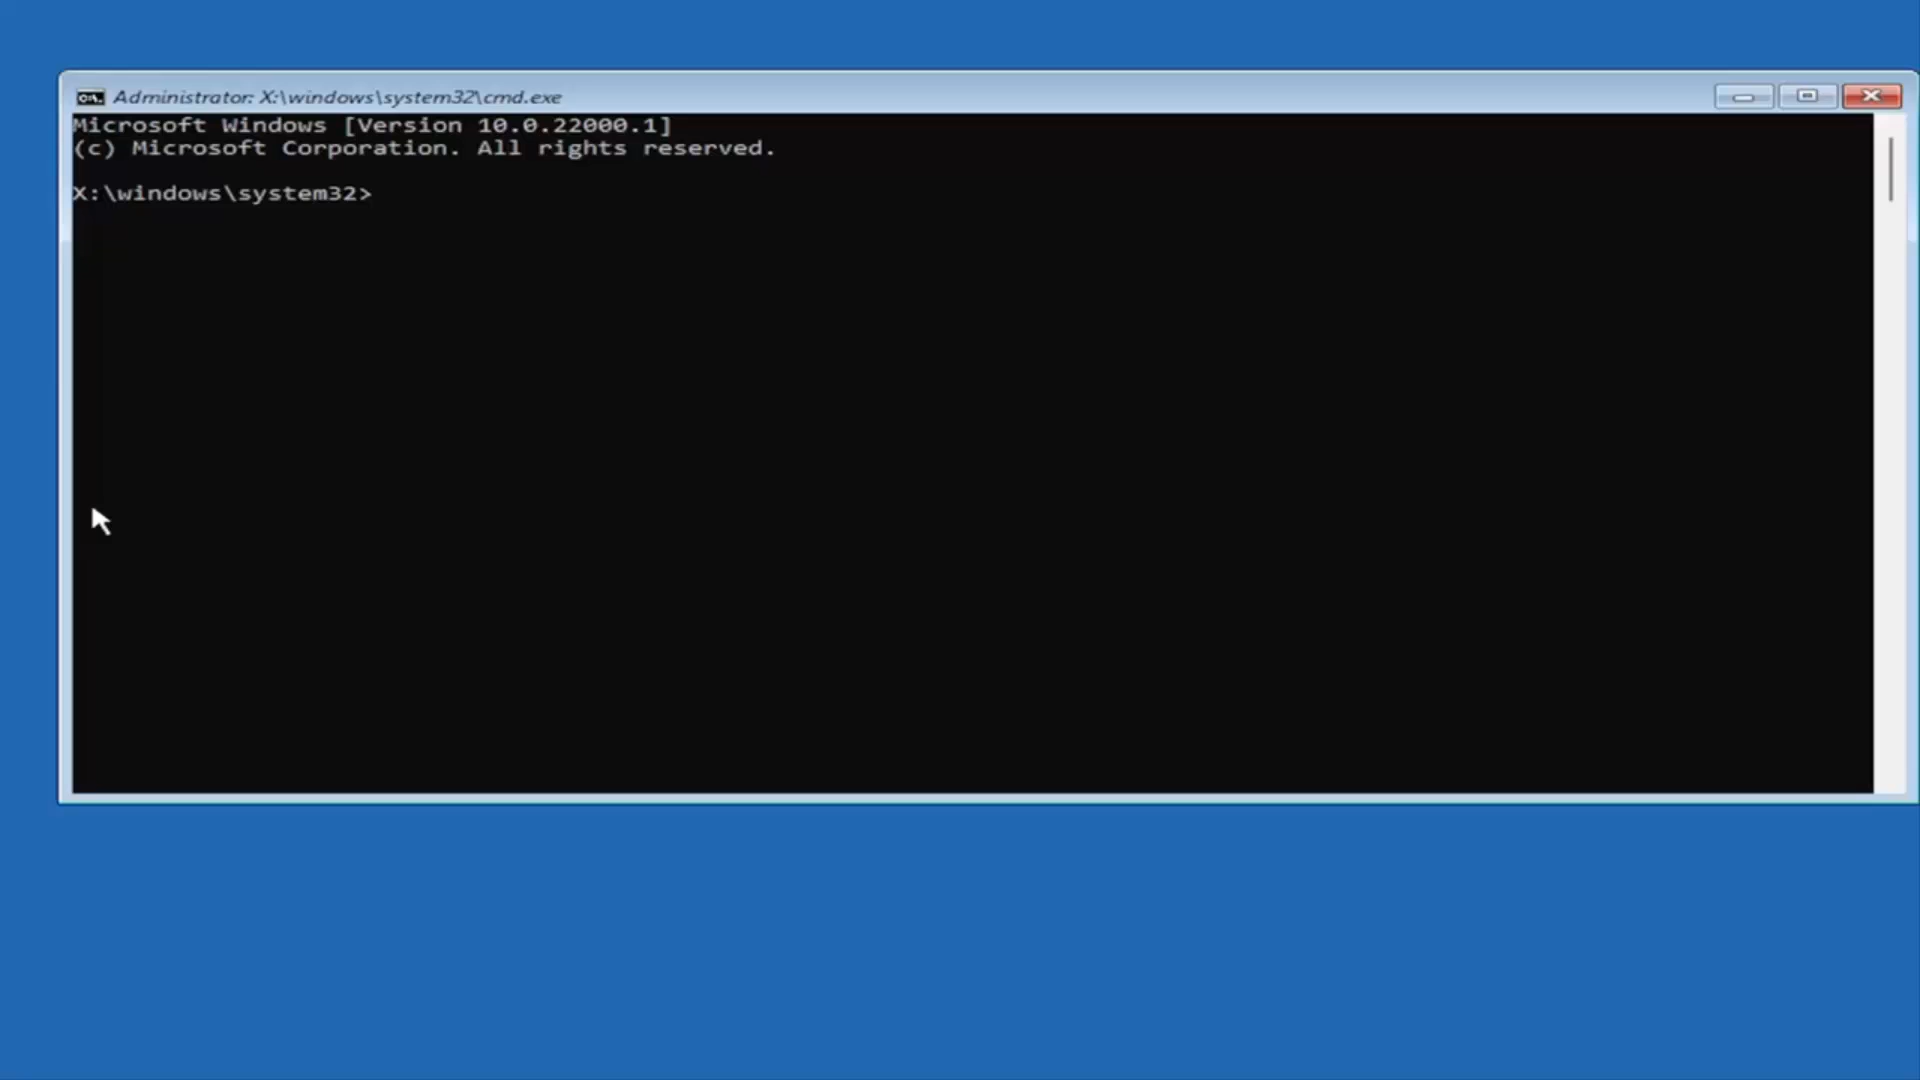 Administrator: X:\windows\system32\cmd.exe
Microsoft Windows [Version 10.0.22000.1]
(c) Microsoft Corporation. All rights reserved.
X:\windows\system32>